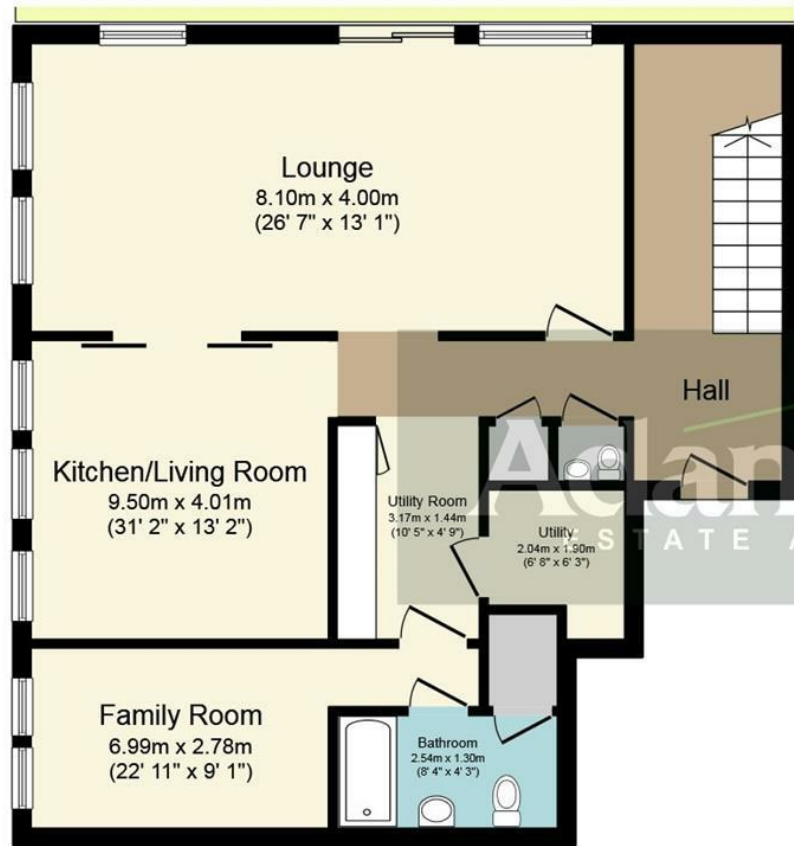 Lounge
8.10m x 4.00m
(26' 7" x 13' 1")
Hall
Kitchen/Living Room
9.50m x 4.01m
(31' 2" x 13' 2")
Utility Room
3.17m x 1.44m
(10' 5" x 4' 9")
Adam
Utility
2.04m x 1.90m
(6' 8" x 6' 3")
ESTATE A
Family Room
6.99m x 2.78m
(22' 11" x 9' 1")
Bathroom
2.54m x 1.30m
(8' 4" x 4' 3")